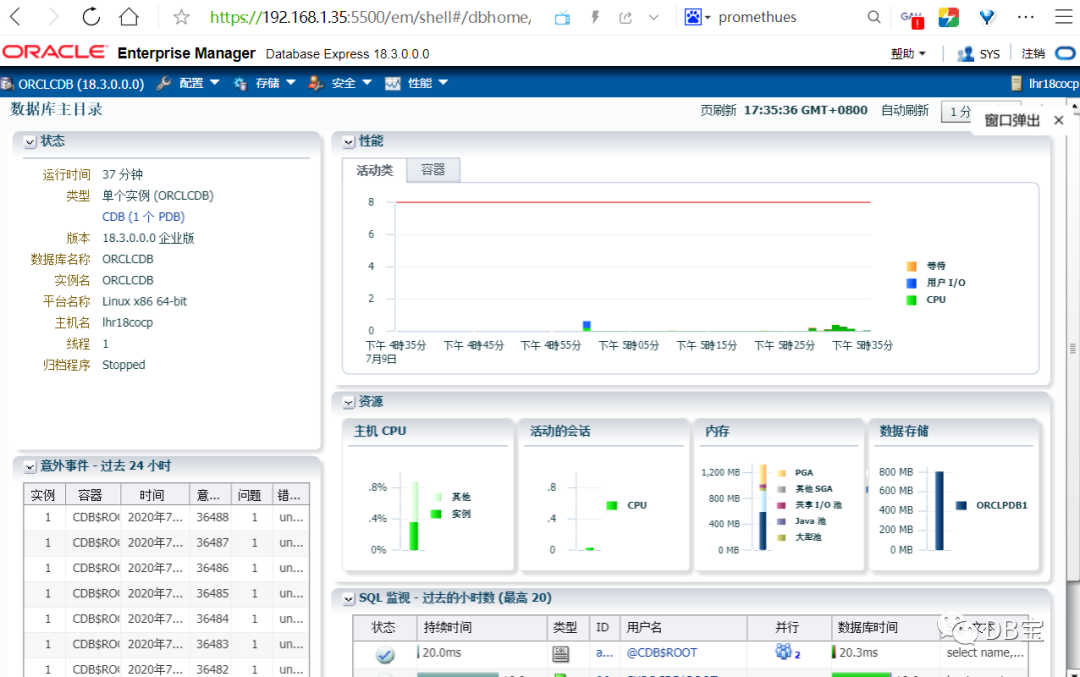 https://192.168.1.35:5500/em/shell#/dbhome, promethues
ORACLE Enterprise Manager Database Express 18.3.0.0.0 帮助 SYS 注销
ORCLCDB (18.3.0.0.0) 配置 存储 安全 性能 lhr18cocp
数据库主目录 页刷新 17:35:36 GMT+0800 自动刷新 1 分
窗口弹出 ×
状态
运行时间 37 分钟
类型 单个实例 (ORCLCDB)
CDB (1 个 PDB)
版本 18.3.0.0.0 企业版
数据库名称 ORCLCDB
实例名 ORCLCDB
平台名称 Linux x86 64-bit
主机名 lhr18cocp
线程 1
归档程序 Stopped
性能
活动类 容器
8
6
4
2
0
下午 4時35分 下午 4時45分 下午 4時55分 下午 5時05分 下午 5時15分 下午 5時25分 下午 5時35分
7月9日
等待
用户 I/O
CPU
资源
主机 CPU
.8%
.4%
0%
其他
实例
活动的会话
.8
.4
0
CPU
内存
1,200 MB
800 MB
400 MB
0 MB
PGA
其他 SGA
共享 I/O 池
Java 池
大型池
数据存储
800 MB
600 MB
400 MB
200 MB
0 MB
ORCLPDB1
意外事件 - 过去 24 小时
实例 容器 时间 意... 问题 错...
1 CDB$RO 2020年7... 36488 1 un...
1 CDB$RO 2020年7... 36487 1 un...
1 CDB$RO 2020年7... 36486 1 un...
1 CDB$RO 2020年7... 36485 1 un...
1 CDB$RO 2020年7... 36484 1 un...
1 CDB$RO 2020年7... 36483 1 un...
1 CDB$RO 2020年7... 36482 1 un...
SQL 监视 - 过去的小时数 (最高 20)
状态 持续时间 类型 ID 用户名 并行 数据库时间
20.0ms a... @CDB$ROOT 2 20.3ms select name,...
DB宝